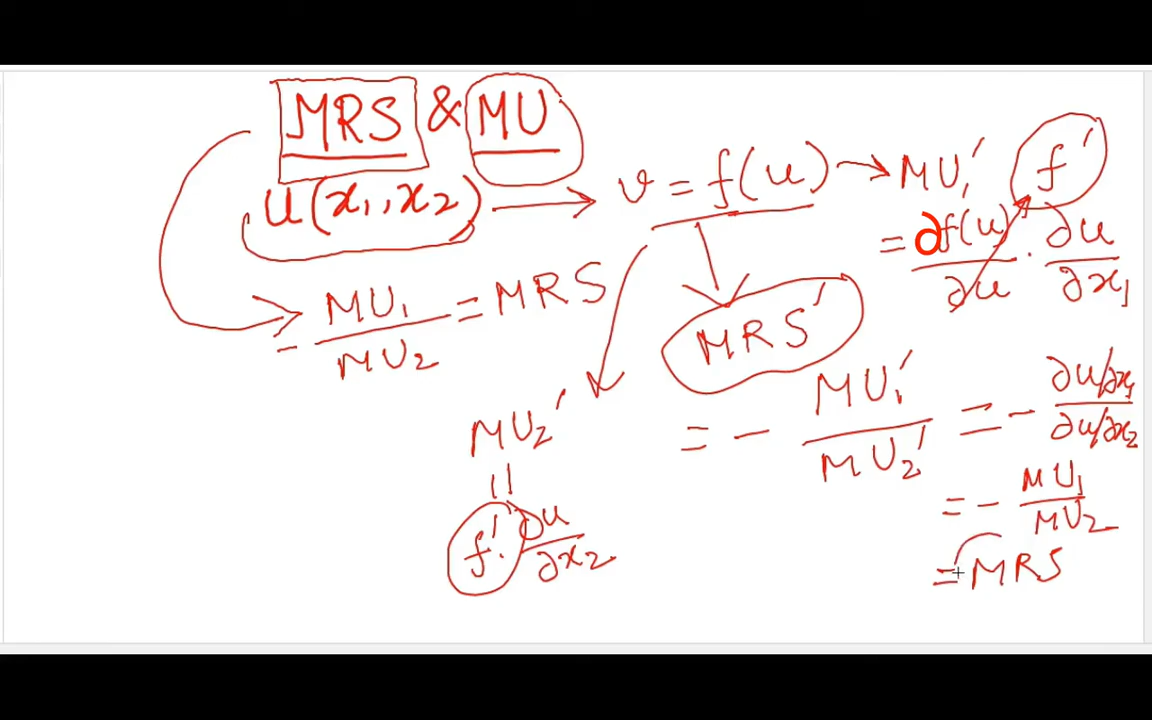 MRS & MU
u(x₁,x₂) → v = f(u) → MU₁′ f′
= ∂f(u)/∂u · ∂u/∂x₁
= MU₁/MU₂ = MRS
MRS′
MU₂′
= - MU₁′/MU₂′ = - ∂u/∂x₁ / ∂u/∂x₂
= - MU₁/MU₂
= MRS
||
f′· ∂u/∂x₂